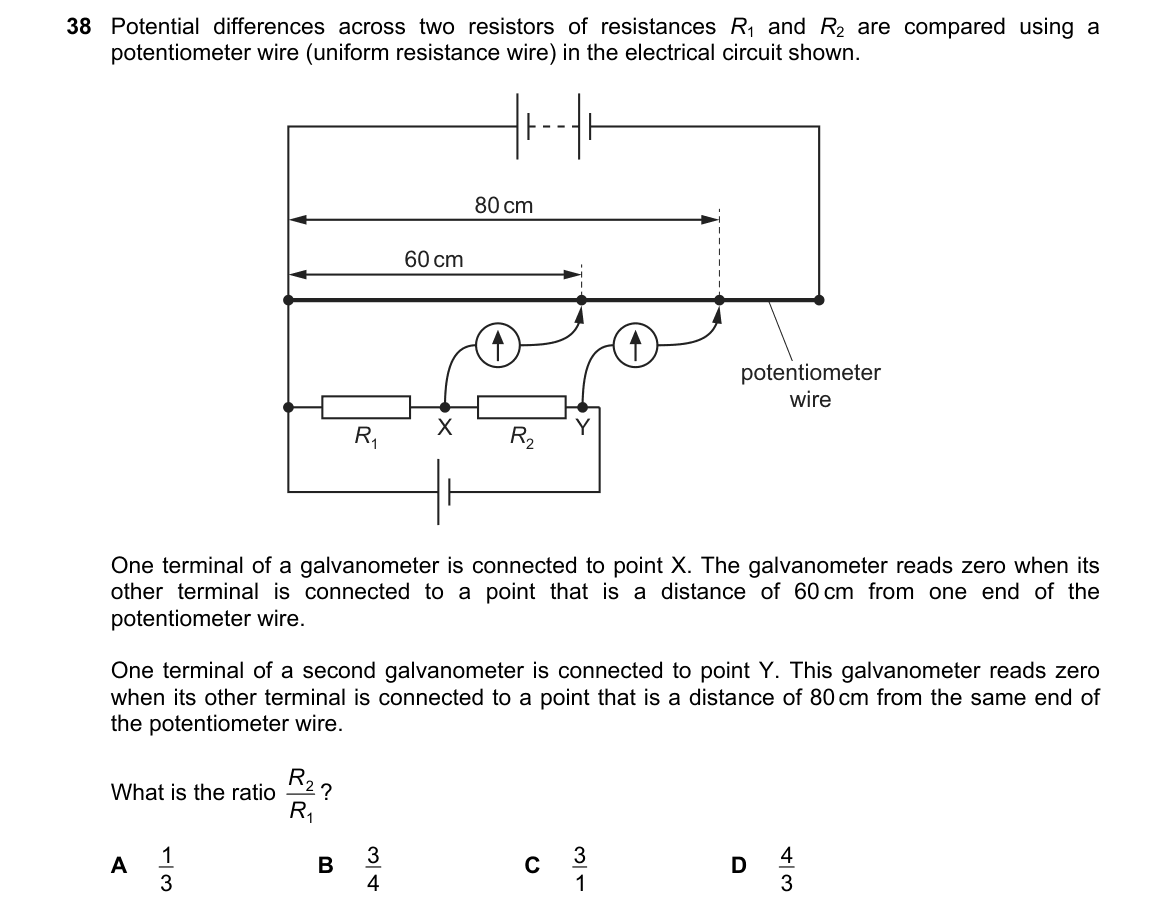 38 Potential differences across two resistors of resistances R₁ and R₂ are compared using a
potentiometer wire (uniform resistance wire) in the electrical circuit shown.
80 cm
60 cm
potentiometer
wire
X
Y
R₁
R₂
One terminal of a galvanometer is connected to point X. The galvanometer reads zero when its
other terminal is connected to a point that is a distance of 60 cm from one end of the
potentiometer wire.
One terminal of a second galvanometer is connected to point Y. This galvanometer reads zero
when its other terminal is connected to a point that is a distance of 80 cm from the same end of
the potentiometer wire.
What is the ratio R₂/R₁?
A 1/3 B 3/4 C 3/1 D 4/3